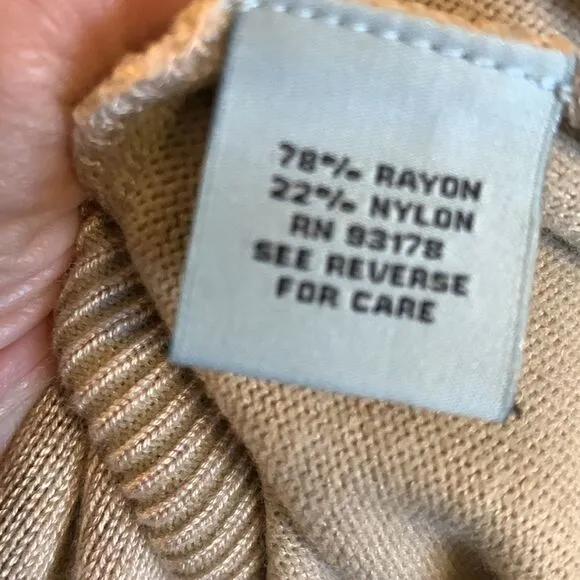 78% RAYON
22% NYLON
RN 93178
SEE REVERSE
FOR CARE